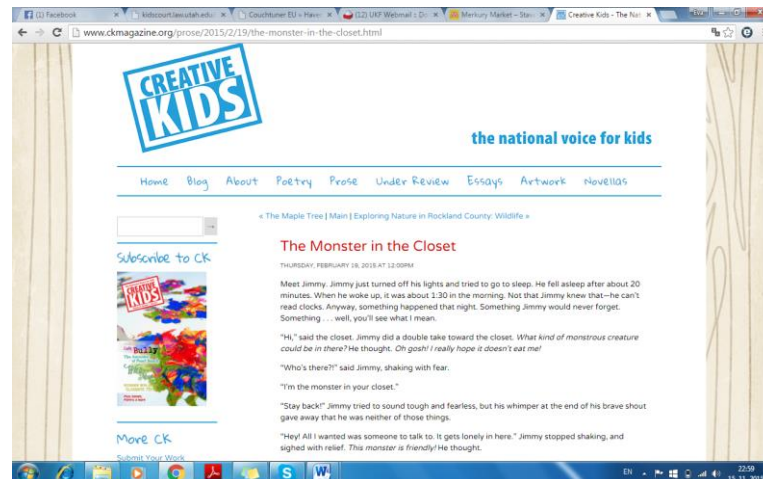 (1) Facebook
kidscourt.law.utah.edu
Couchtuner EU » Have
(12) UKF Webmail ::
Merkury Market – Stav
Creative Kids - The Nat
www.ckmagazine.org/prose/2015/2/19/the-monster-in-the-closet.html
CREATIVE
KIDS
the national voice for kids
Home Blog About Poetry Prose Under Review Essays Artwork Novellas
« The Maple Tree | Main | Exploring Nature in Rockland County: Wildlife »
Subscribe to CK
CREATIVE
KIDS
Bully
More CK
Submit Your Work
The Monster in the Closet
THURSDAY, FEBRUARY 19, 2015 AT 12:00PM
Meet Jimmy. Jimmy just turned off his lights and tried to go to sleep. He fell asleep after about 20
minutes. When he woke up, it was about 1:30 in the morning. Not that Jimmy knew that—he can't
read clocks. Anyway, something happened that night. Something Jimmy would never forget.
Something . . . well, you'll see what I mean.
"Hi," said the closet. Jimmy did a double take toward the closet. What kind of monstrous creature
could be in there? He thought. Oh gosh! I really hope it doesn't eat me!
"Who's there?!" said Jimmy, shaking with fear.
"I'm the monster in your closet."
"Stay back!" Jimmy tried to sound tough and fearless, but his whimper at the end of his brave shout
gave away that he was neither of those things.
"Hey! All I wanted was someone to talk to. It gets lonely in here." Jimmy stopped shaking, and
sighed with relief. This monster is friendly! He thought.
EN
22:59